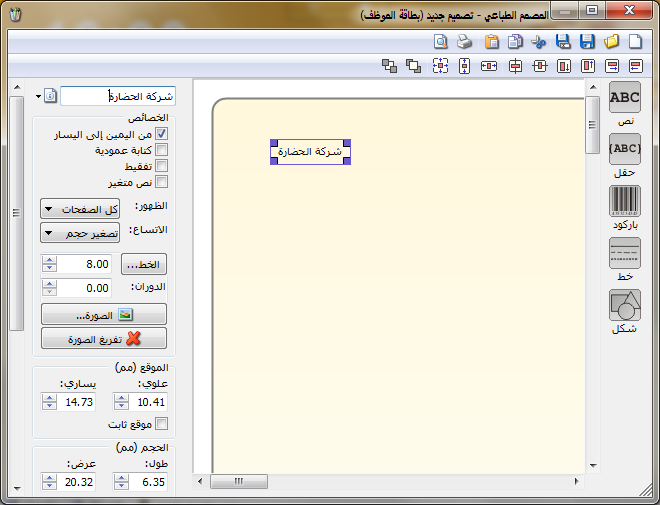 المصمم الطباعي - تصميم جديد (بطاقة الموظف)
ABC
نص
{ABC}
حقل
باركود
خط
شكل
شركة الحضارة
شركة الحضارة
الخصائص
من اليمين إلى اليسار
كتابة عمودية
تفقيط
نص متغير
الظهور: كل الصفحات
الاتساع: تصغير حجم
الخط... 8.00
الدوران: 0.00
الصورة...
تفريغ الصورة
الموقع (مم)
علوي: يساري:
10.41 14.73
موقع ثابت
الحجم (مم)
طول: عرض:
6.35 20.32